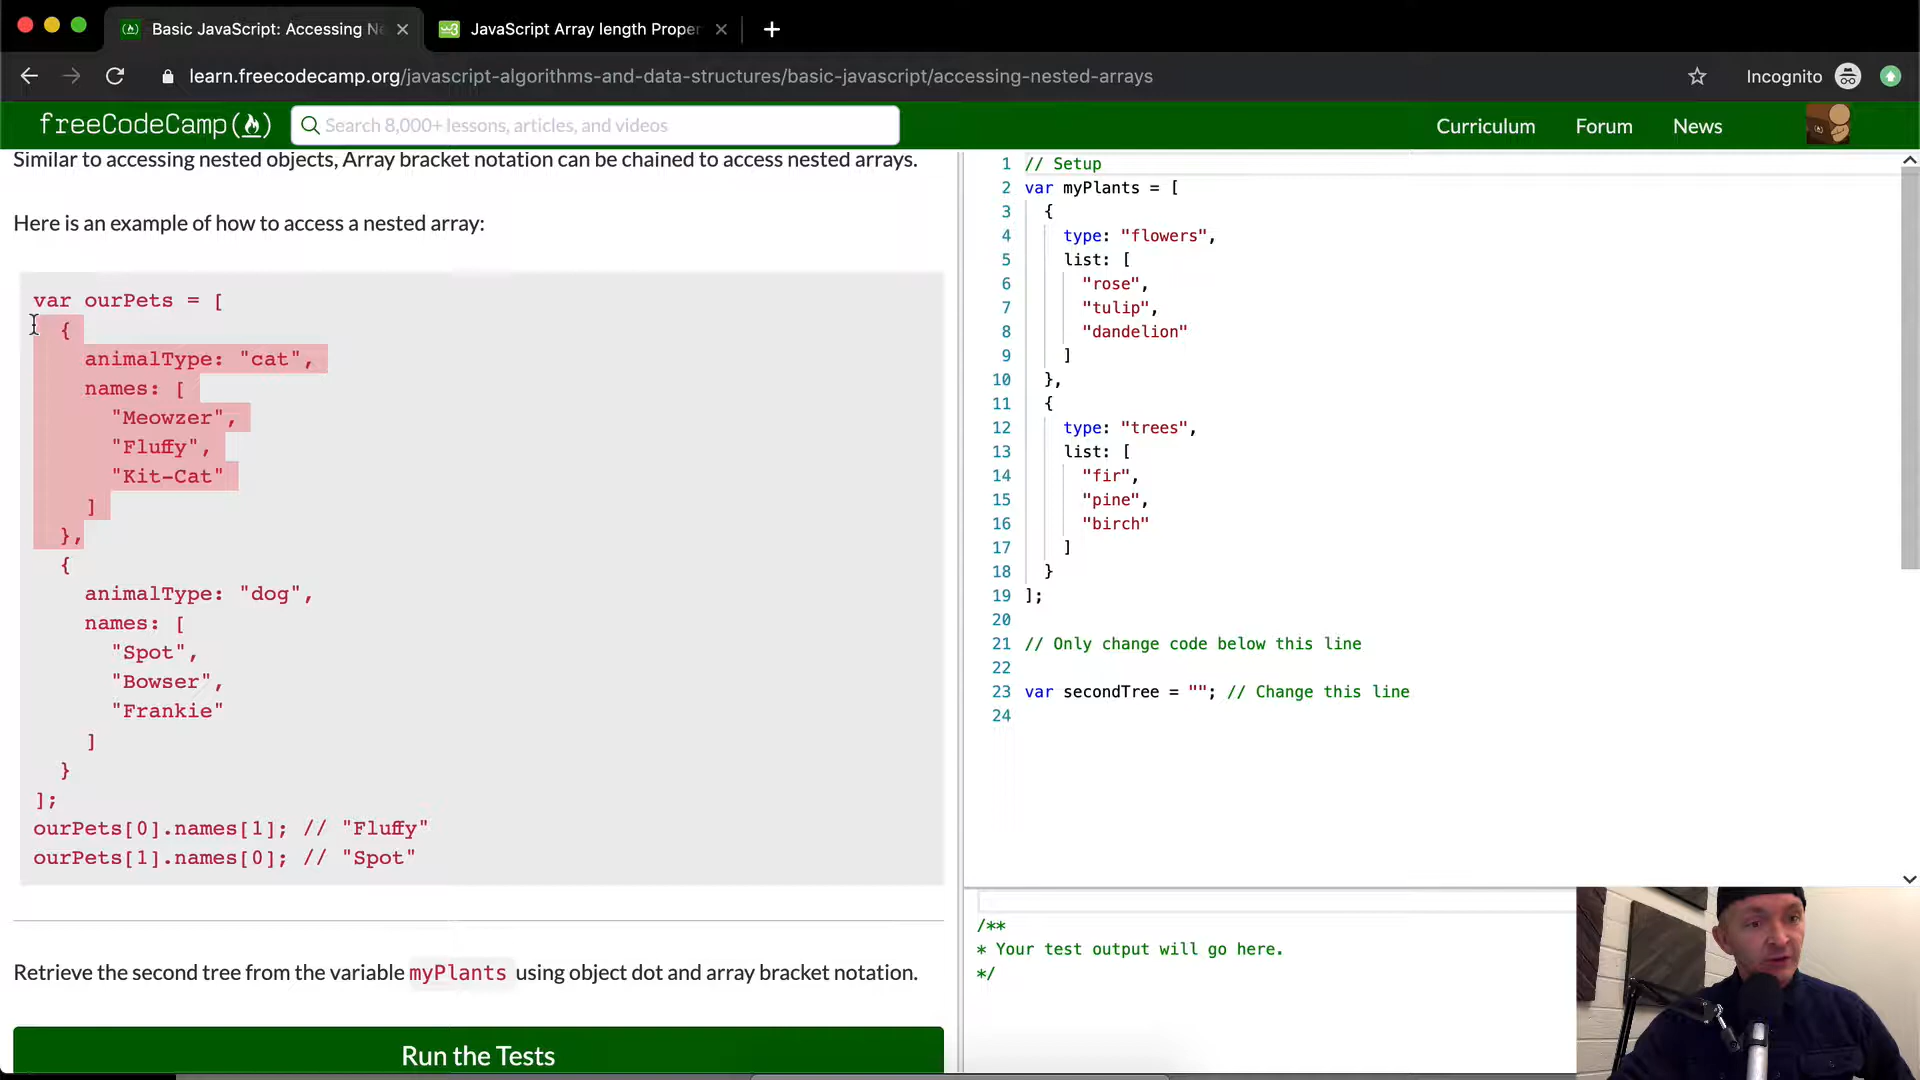 Basic JavaScript: Accessing Ne
JavaScript Array length Proper
learn.freecodecamp.org/javascript-algorithms-and-data-structures/basic-javascript/accessing-nested-arrays
Incognito
freeCodeCamp(🔥)
Search 8,000+ lessons, articles, and videos
Curriculum
Forum
News
Similar to accessing nested objects, Array bracket notation can be chained to access nested arrays.
Here is an example of how to access a nested array:
var ourPets = [
{
animalType: "cat",
names: [
"Meowzer",
"Fluffy",
"Kit-Cat"
]
},
{
animalType: "dog",
names: [
"Spot",
"Bowser",
"Frankie"
]
}
];
ourPets[0].names[1]; // "Fluffy"
ourPets[1].names[0]; // "Spot"
Retrieve the second tree from the variable myPlants using object dot and array bracket notation.
Run the Tests
1 // Setup
2 var myPlants = [
3 {
4 type: "flowers",
5 list: [
6 "rose",
7 "tulip",
8 "dandelion"
9 ]
10 },
11 {
12 type: "trees",
13 list: [
14 "fir",
15 "pine",
16 "birch"
17 ]
18 }
19 ];
20
21 // Only change code below this line
22
23 var secondTree = ""; // Change this line
24
/**
* Your test output will go here.
*/